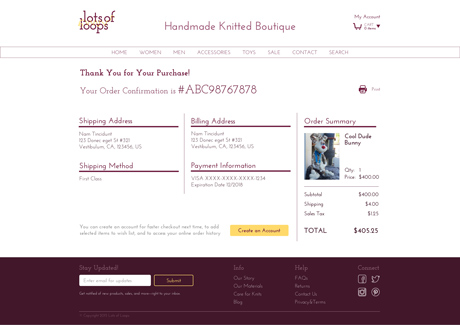 lots of
loops
Handmade Knitted Boutique
My Account
CART
0 Items
HOME WOMEN MEN ACCESSORIES TOYS SALE CONTACT SEARCH
Thank You for Your Purchase!
Your Order Confirmation is #ABC98767878
Print
Shipping Address
Nam Tincidunt
123 Donec eget St #321
Vestibulum, CA, 123456, US
Shipping Method
First Class
Billing Address
Nam Tincidunt
123 Donec eget St #321
Vestibulum, CA, 123456, US
Payment Information
VISA XXXX-XXXX-XXXX-1234
Expiration Date 12/2018
Order Summary
Cool Dude
Bunny
Qty: 1
Price: $400.00
Subtotal $400.00
Shipping $4.00
Sales Tax $1.25
TOTAL $405.25
You can create an account for faster checkout next time, to add
selected items to wish list, and to access your online order history.
Create an Account
Stay Updated!
Enter email for updates
Submit
Get notified of new products, sales, and more—right to your inbox.
Info
Our Story
Our Materials
Care for Knits
Blog
Help
FAQs
Returns
Contact Us
Privacy&Terms
Connect
© Copyright 2015 Lots of Loops